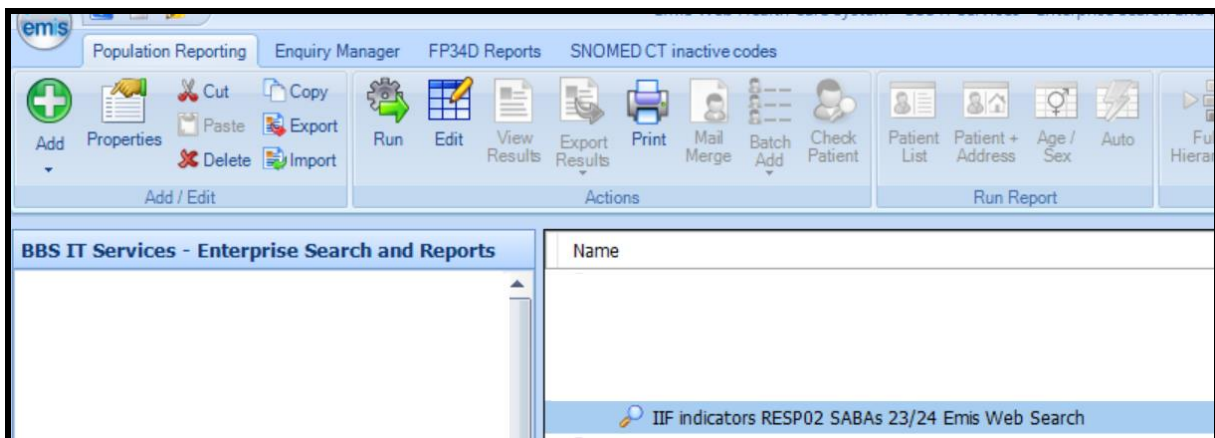 emis
Population Reporting Enquiry Manager FP34D Reports SNOMED CT inactive codes
Add
Properties
Cut
Paste
Delete
Copy
Export
Import
Add / Edit
Run
Edit
View
Results
Export
Results
Print
Mail
Merge
Batch
Add
Check
Patient
Actions
Patient
List
Patient +
Address
Age /
Sex
Auto
Run Report
BBS IT Services - Enterprise Search and Reports
Name
IIF indicators RESP02 SABAs 23/24 Emis Web Search